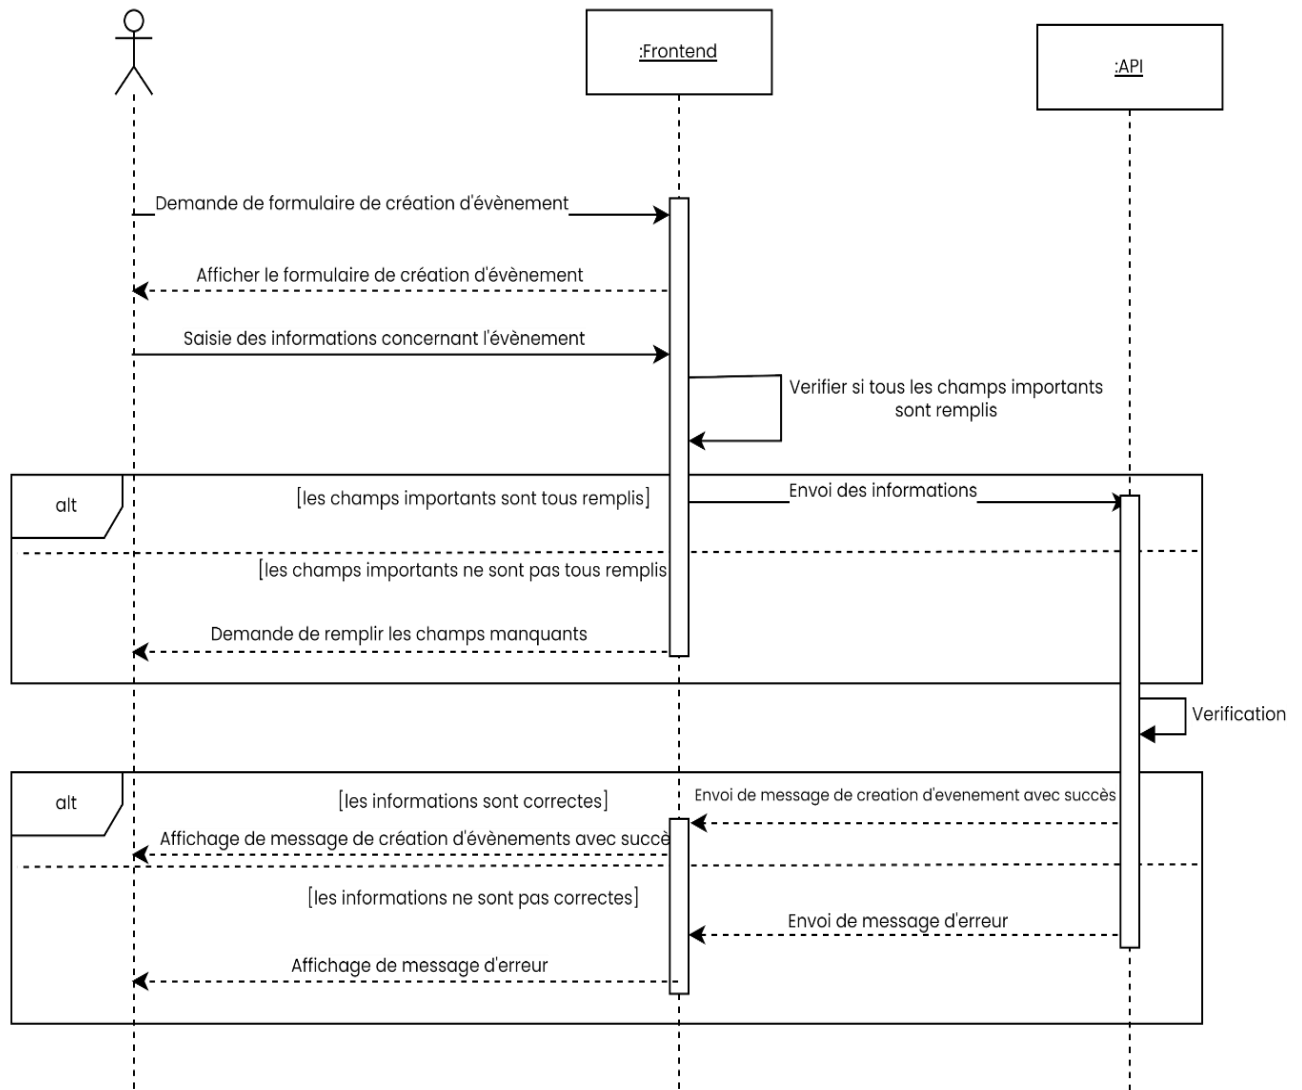 :Frontend
:API
Demande de formulaire de création d'évènement
Afficher le formulaire de création d'évènement
Saisie des informations concernant l'évènement
Verifier si tous les champs importants
sont remplis
alt
[les champs importants sont tous remplis]
Envoi des informations
[les champs importants ne sont pas tous remplis
Demande de remplir les champs manquants
Verification
alt
[les informations sont correctes]
Envoi de message de creation d'evenement avec succès
Affichage de message de création d'évènements avec succè
[les informations ne sont pas correctes]
Envoi de message d'erreur
Affichage de message d'erreur